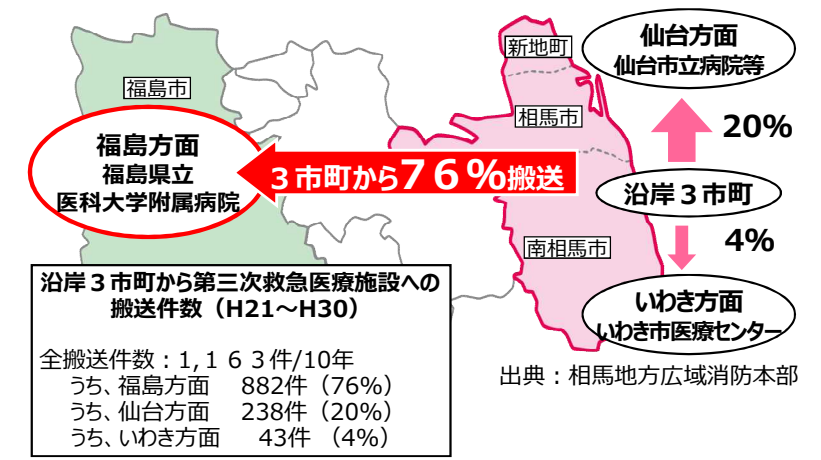 福島市
福島方面
福島県立
医科大学附属病院
3市町から76%搬送
新地町
相馬市
南相馬市
仙台方面
仙台市立病院等
20%
沿岸3市町
4%
いわき方面
いわき市医療センター
沿岸3市町から第三次救急医療施設への
搬送件数（H21～H30）
全搬送件数：1,163件/10年
うち、福島方面 882件（76%）
うち、仙台方面 238件（20%）
うち、いわき方面 43件（4%）
出典：相馬地方広域消防本部